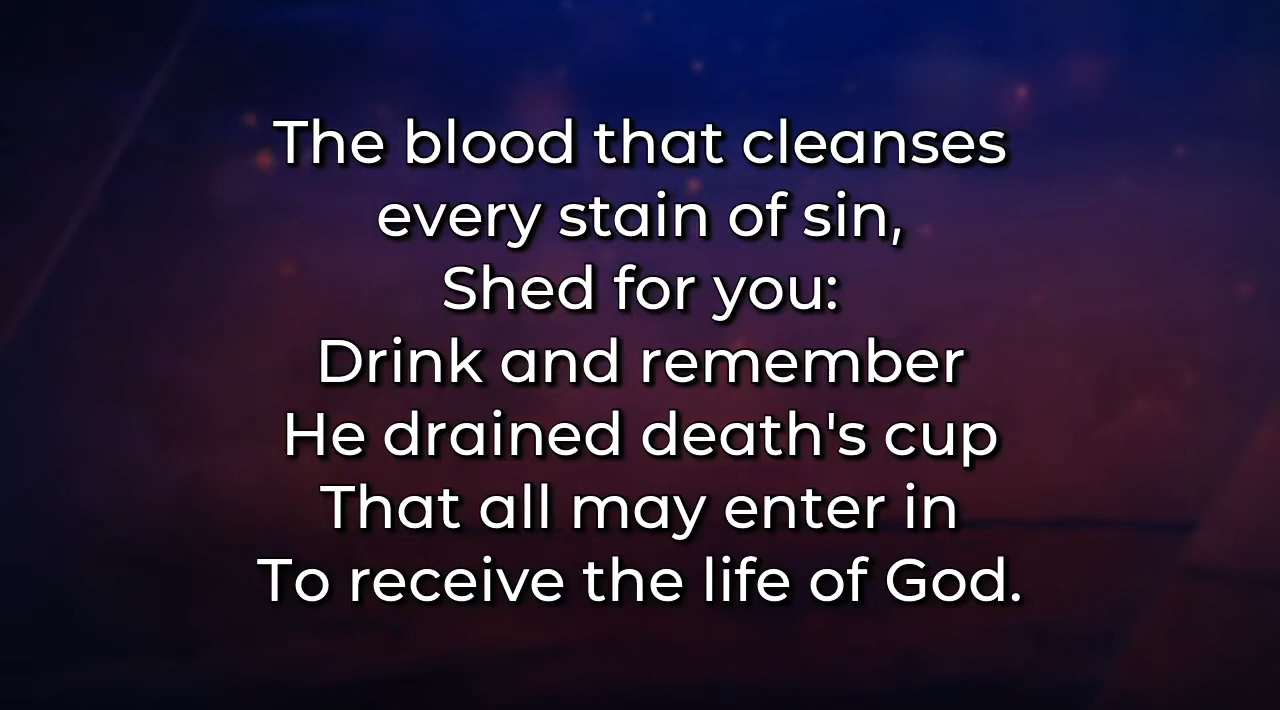 The blood that cleanses
every stain of sin,
Shed for you:
Drink and remember
He drained death's cup
That all may enter in
To receive the life of God.